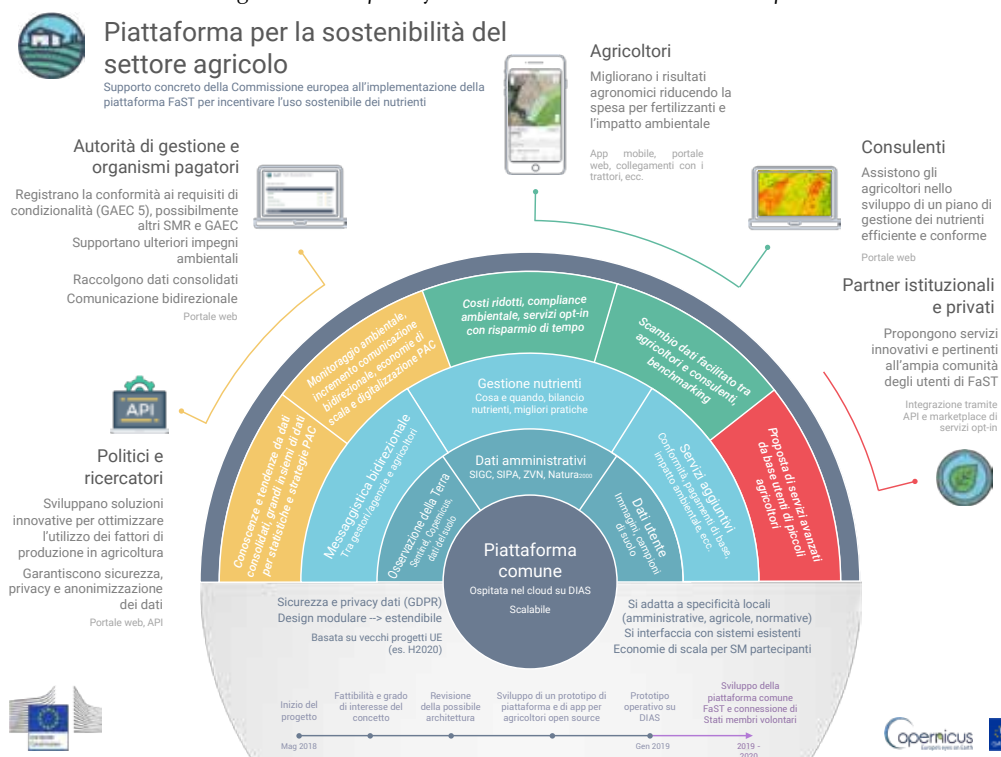 Piattaforma per la sostenibilità del
settore agricolo
Supporto concreto della Commissione europea all'implementazione della
piattaforma FaST per incentivare l'uso sostenibile dei nutrienti
Agricoltori
Migliorano i risultati
agronomici riducendo la
spesa per fertilizzanti e
l'impatto ambientale
App mobile, portale
web, collegamenti con i
trattori, ecc.
Autorità di gestione e
organismi pagatori
Registrano la conformità ai requisiti di
condizionalità (GAEC 5), possibilmente
altri SMR e GAEC
Supportano ulteriori impegni
ambientali
Raccolgono dati consolidati
Comunicazione bidirezionale
Portale web
Consulenti
Assistono gli
agricoltori nello
sviluppo di un piano di
gestione dei nutrienti
efficiente e conforme
Portale web
Partner istituzionali
e privati
Propongono servizi
innovativi e pertinenti
all'ampia comunità
degli utenti di FaST
Integrazione tramite
API e marketplace di
servizi opt-in
API
Politici e
ricercatori
Sviluppano soluzioni
innovative per ottimizzare
l'utilizzo dei fattori di
produzione in agricoltura
Garantiscono sicurezza,
privacy e anonimizzazione
dei dati
Portale web, API
Conoscenze e tendenze da dati
consolidati, grandi insiemi di dati
per statistiche e strategie PAC
Monitoraggio ambientale,
incremento comunicazione
bidirezionale, economie di
scala e digitalizzazione PAC
Costi ridotti, compliance
ambientale, servizi opt-in
con risparmio di tempo
Scambio dati facilitato tra
agricoltori e consulenti,
benchmarking
Proposta di servizi avanzati
da base utenti di piccoli
agricoltori
Messaggistica bidirezionale
Tra gestori/agenzie e agricoltori
Gestione nutrienti
Cosa e quando, bilancio
nutrienti, migliori pratiche
Servizi aggiuntivi
Conformità, pagamenti di base,
impatto ambientale, ecc.
Osservazione della Terra
Sentinel, Copernicus,
dati del suolo
Dati amministrativi
SIGC, SIPA, ZVN, Natura2000
Dati utente
Immagini, campioni
di suolo
Piattaforma
comune
Ospitata nel cloud su DIAS
Scalabile
Sicurezza e privacy dati (GDPR)
Design modulare --> estendibile
Basata su vecchi progetti UE
(es. H2020)
Si adatta a specificità locali
(amministrative, agricole, normative)
Si interfaccia con sistemi esistenti
Economie di scala per SM partecipanti
Inizio del
progetto
Fattibilità e grado
di interesse del
concetto
Revisione
della possibile
architettura
Sviluppo di un prototipo di
piattaforma e di app per
agricoltori open source
Prototipo
operativo su
DIAS
Sviluppo della
piattaforma comune
FaST e connessione di
Stati membri volontari
Mag 2018
Gen 2019
2019 -
2020
opernicus
Europe's eyes on Earth